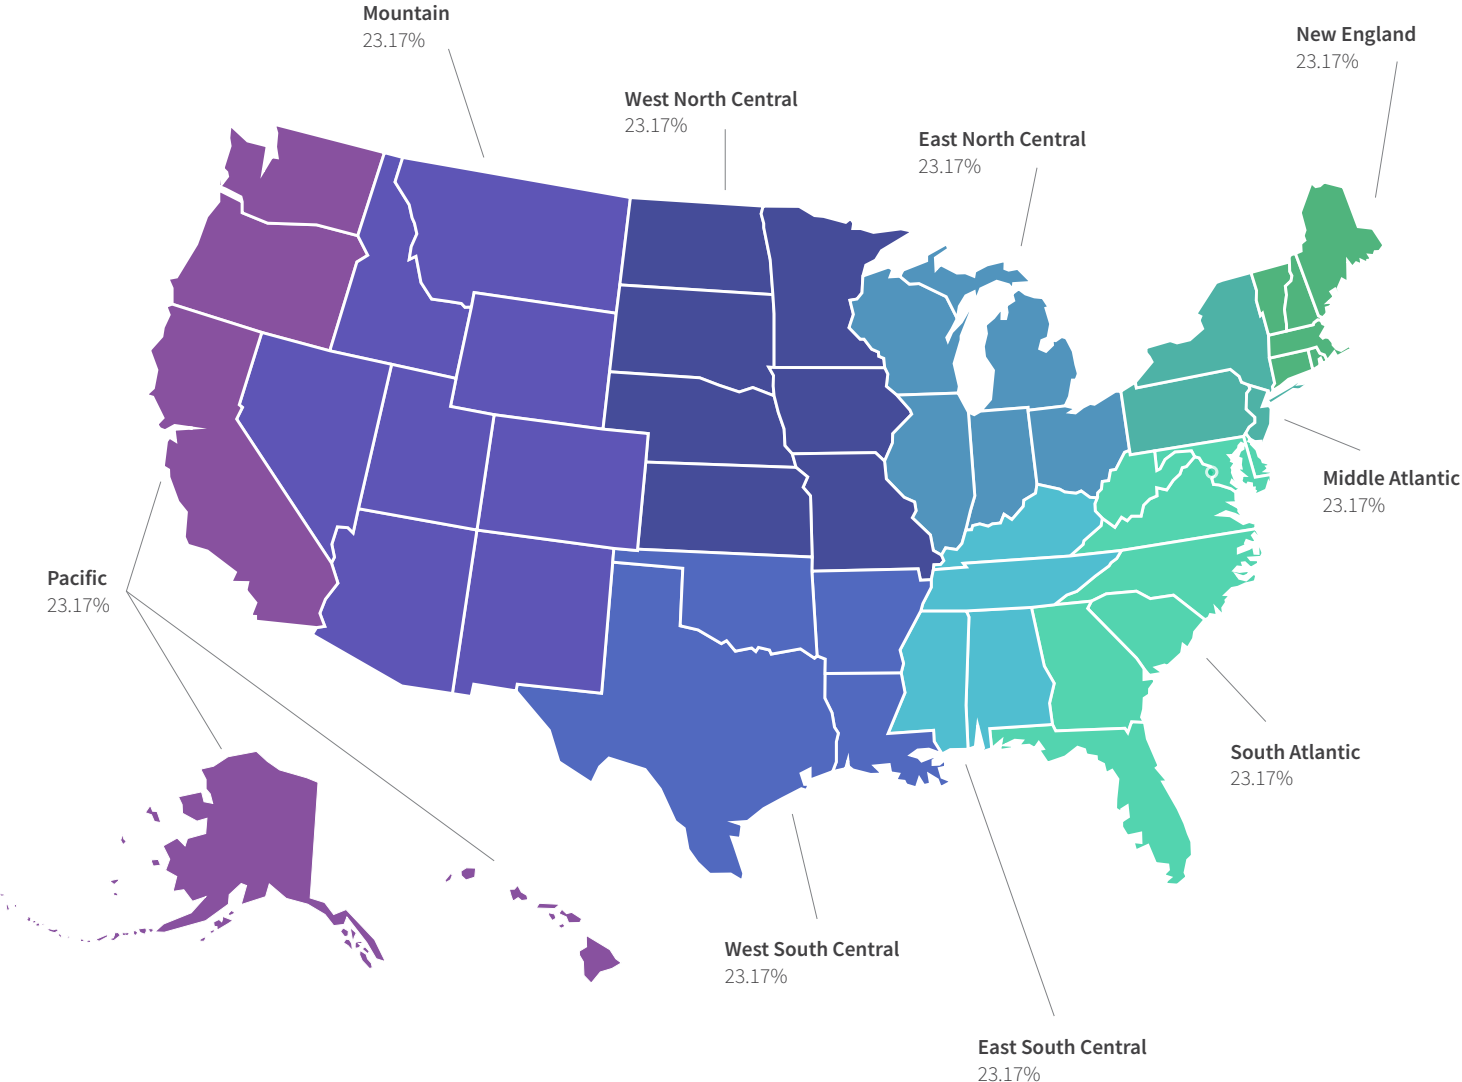 Mountain
23.17%
New England
23.17%
West North Central
23.17%
East North Central
23.17%
Middle Atlantic
23.17%
Pacific
23.17%
South Atlantic
23.17%
West South Central
23.17%
East South Central
23.17%